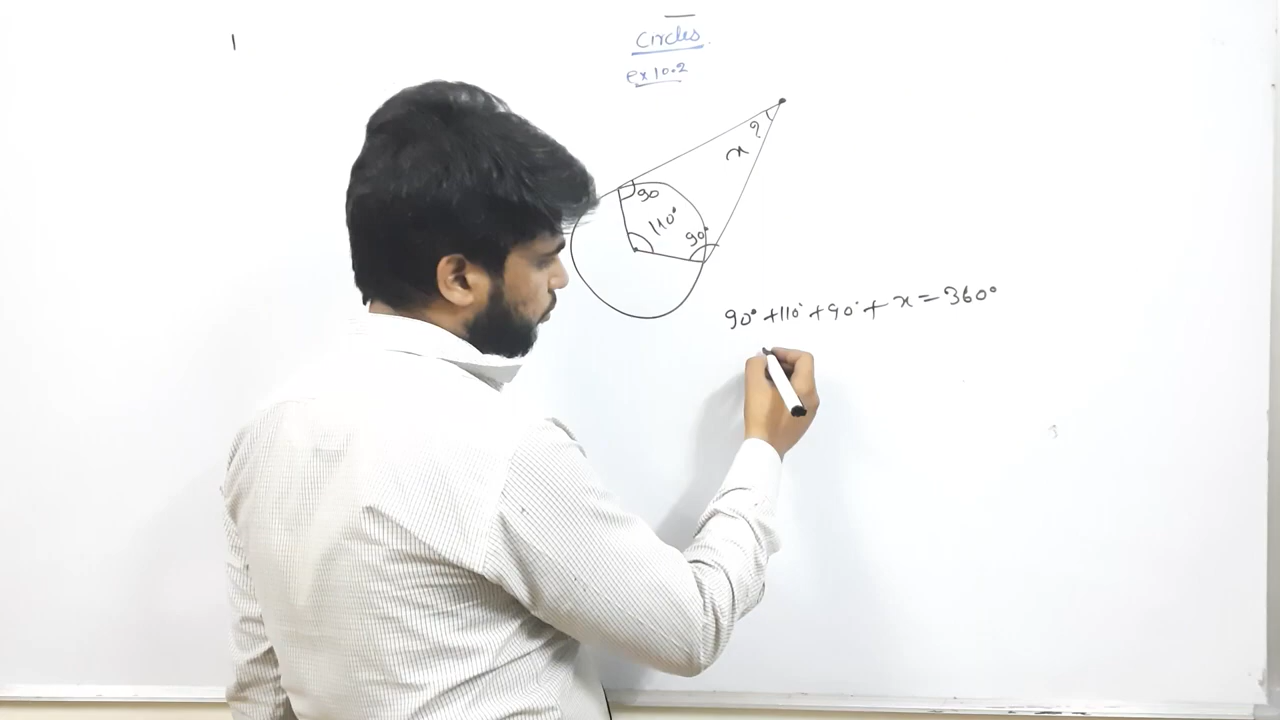 Circles
ex 10.2
?
x
90
110°
90°
90° + 110° + 90° + x = 360°